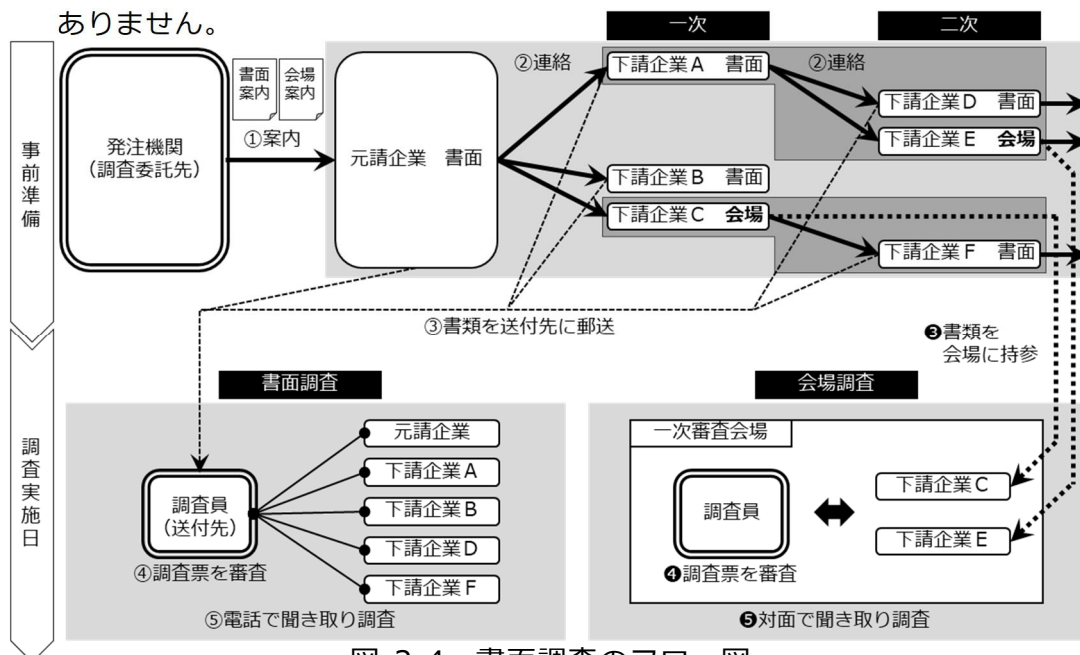 ありません。
一次
二次
事前準備
発注機関
（調査委託先）
書面
案内
会場
案内
①案内
元請企業　書面
②連絡
下請企業Ａ　書面
②連絡
下請企業Ｄ　書面
下請企業Ｅ　会場
下請企業Ｂ　書面
下請企業Ｃ　会場
下請企業Ｆ　書面
③書類を送付先に郵送
❸書類を
会場に持参
調査実施日
書面調査
元請企業
下請企業Ａ
下請企業Ｂ
下請企業Ｄ
下請企業Ｆ
調査員
（送付先）
④調査票を審査
⑤電話で聞き取り調査
会場調査
一次審査会場
調査員
下請企業Ｃ
下請企業Ｅ
❹調査票を審査
❺対面で聞き取り調査